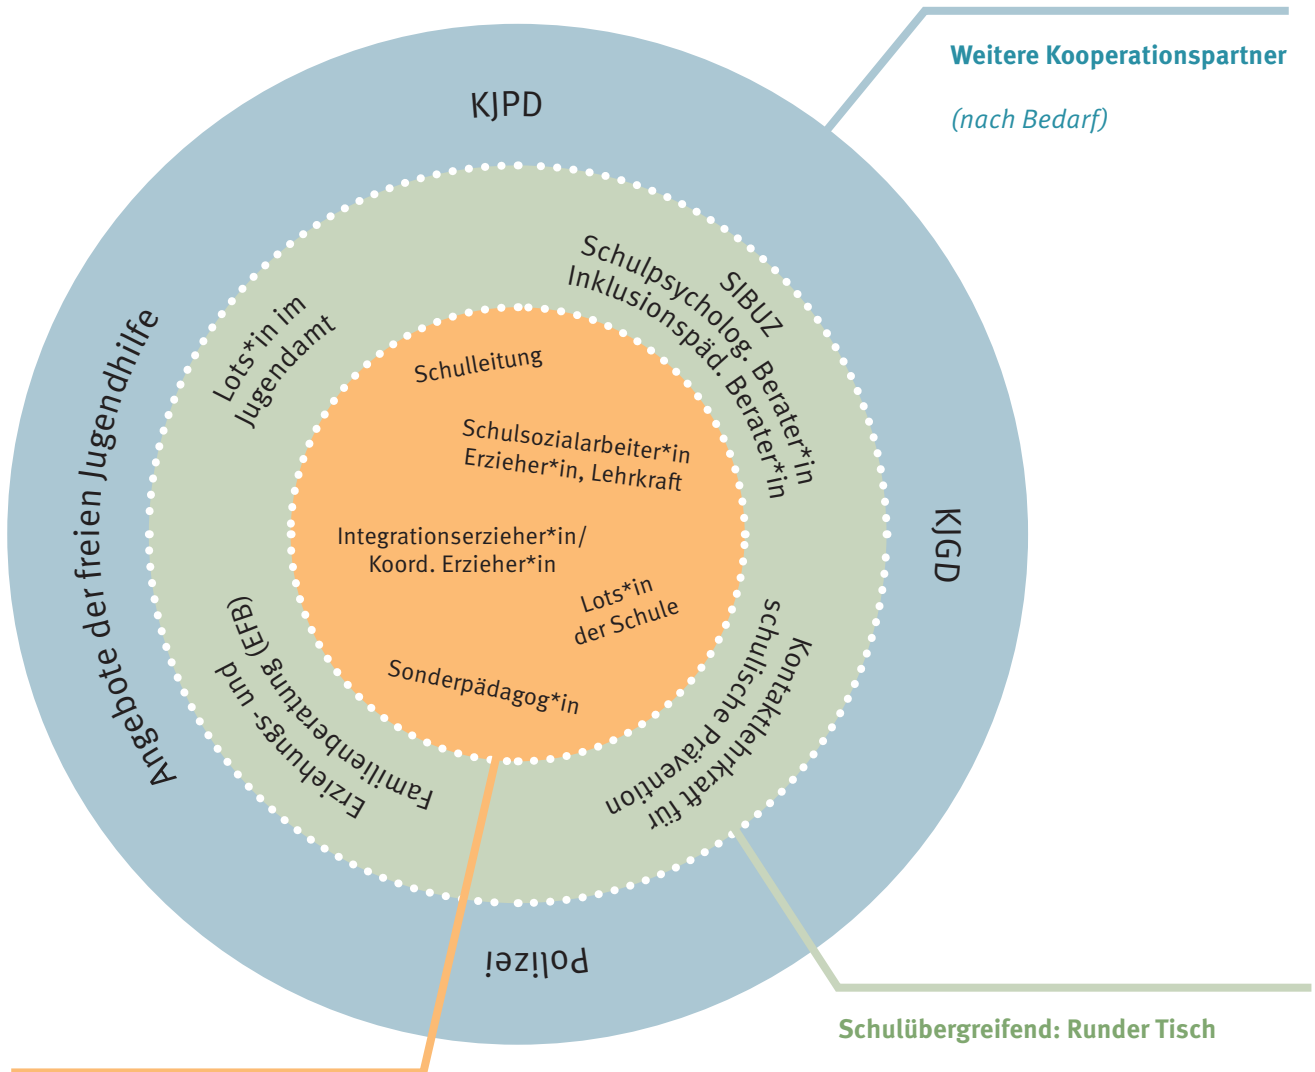 Weitere Kooperationspartner
(nach Bedarf)
KJPD
SIBUZ
Schulpsycholog. Berater*in
Inklusionspäd. Berater*in
Lots*in im
Jugendamt
Angebote der freien Jugendhilfe
Schulleitung
Schulsozialarbeiter*in
Erzieher*in, Lehrkraft
Integrationserzieher*in/
Koord. Erzieher*in
Lots*in
der Schule
Sonderpädagog*in
KJGD
Kontaktlehrkraft für
schulische Prävention
Erziehungs- und
Familienberatung (EFB)
Polizei
Schulübergreifend: Runder Tisch